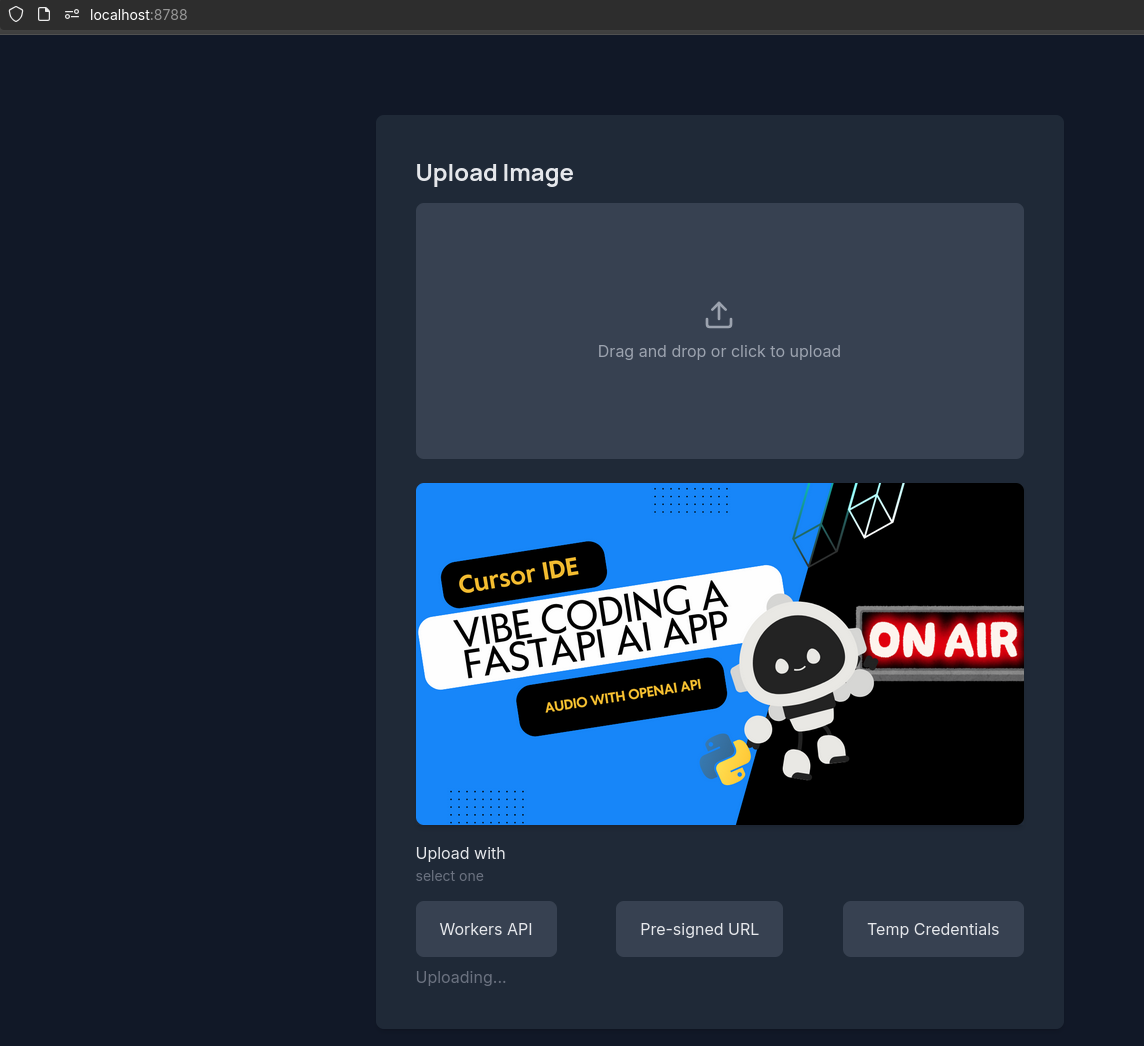 localhost:8788
Upload Image
Drag and drop or click to upload
Cursor IDE
VIBE CODING A
FASTAPI AI APP
AUDIO WITH OPENAI API
ON AIR
Upload with
select one
Workers API
Pre-signed URL
Temp Credentials
Uploading...